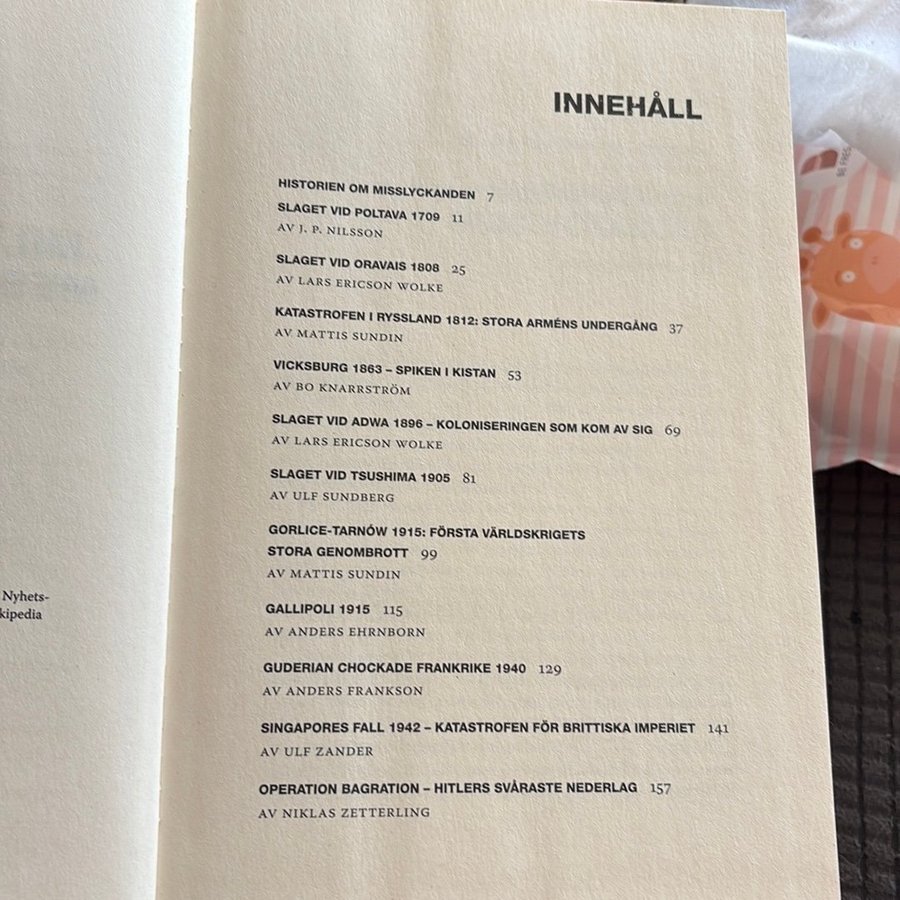 INNEHÅLL
HISTORIEN OM MISSLYCKANDEN 7
SLAGET VID POLTAVA 1709 11
AV J. P. NILSSON
SLAGET VID ORAVAIS 1808 25
AV LARS ERICSON WOLKE
KATASTROFEN I RYSSLAND 1812: STORA ARMÉNS UNDERGÅNG 37
AV MATTIS SUNDIN
VICKSBURG 1863 – SPIKEN I KISTAN 53
AV BO KNARRSTRÖM
SLAGET VID ADWA 1896 – KOLONISERINGEN SOM KOM AV SIG 69
AV LARS ERICSON WOLKE
SLAGET VID TSUSHIMA 1905 81
AV ULF SUNDBERG
GORLICE-TARNÓW 1915: FÖRSTA VÄRLDSKRIGETS
STORA GENOMBROTT 99
AV MATTIS SUNDIN
GALLIPOLI 1915 115
AV ANDERS EHRNBORN
GUDERIAN CHOCKADE FRANKRIKE 1940 129
AV ANDERS FRANKSON
SINGAPORES FALL 1942 – KATASTROFEN FÖR BRITTISKA IMPERIET 141
AV ULF ZANDER
OPERATION BAGRATION – HITLERS SVÅRASTE NEDERLAG 157
AV NIKLAS ZETTERLING
Nyhets-
kipedia